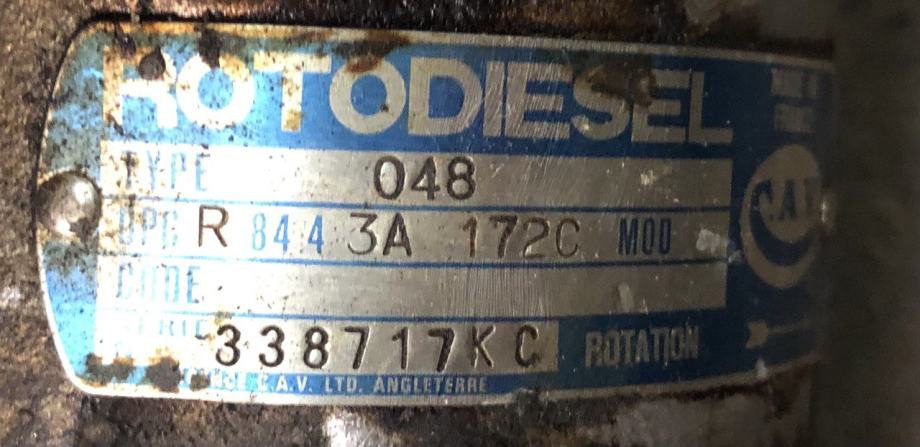 ROTODIESEL
TYPE 048
DPC R 844 3A 172C MOD
CODE
SERIE 338717KC ROTATION
C.A.V. LTD. ANGLETERRE
C.A.V.